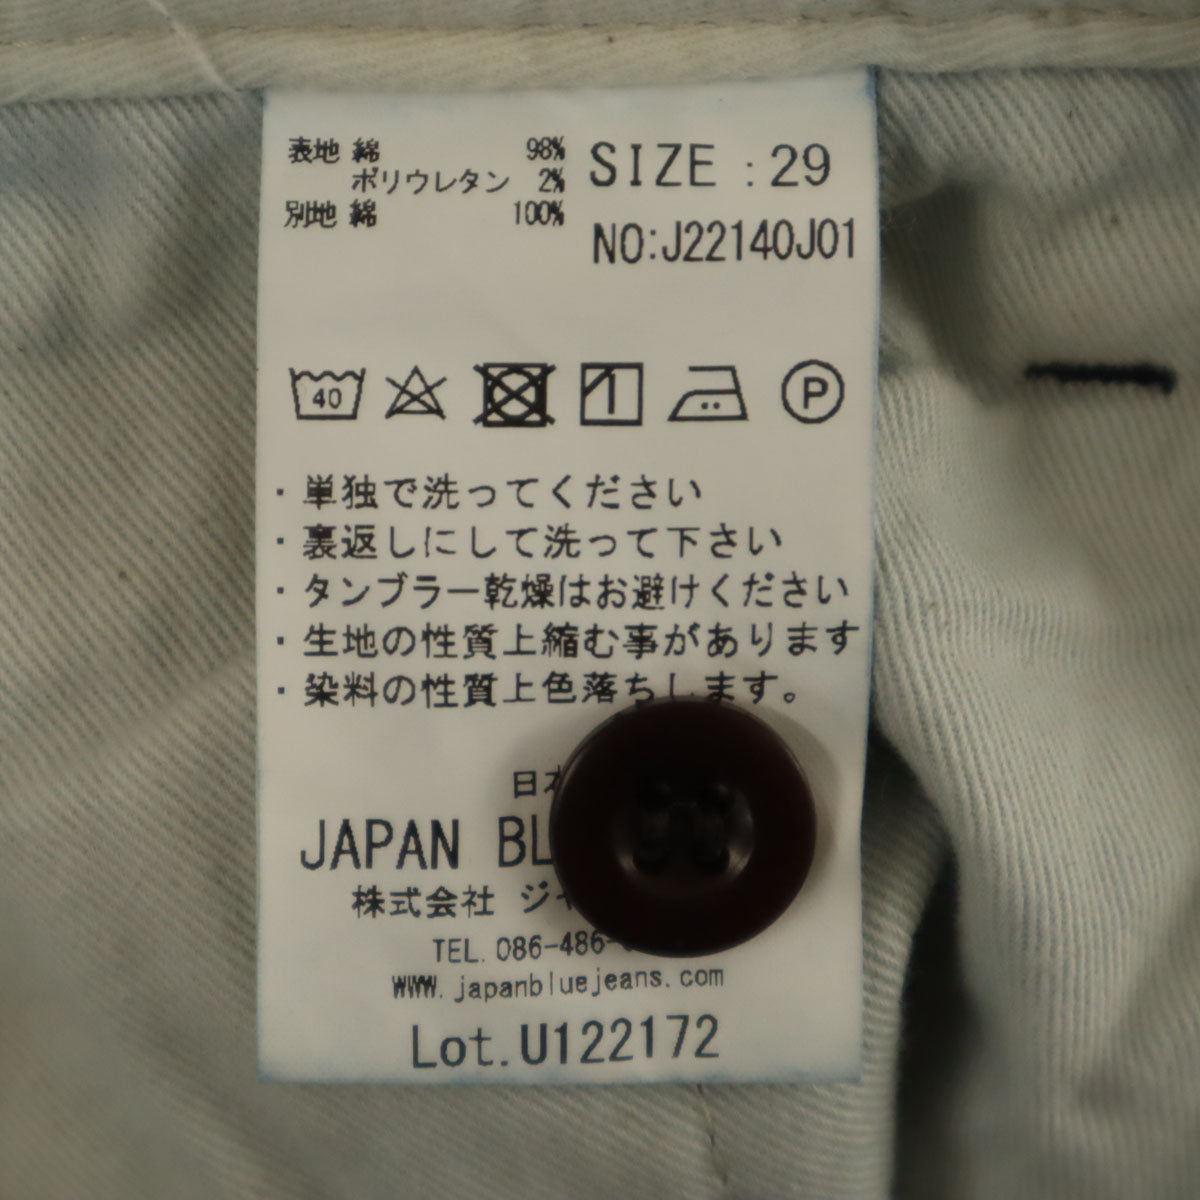 表地 綿 98%
ポリウレタン 2%
別地 綿 100%
SIZE : 29
NO:J22140J01
40
P
・単独で洗ってください
・裏返しにして洗って下さい
・タンブラー乾燥はお避けください
・生地の性質上縮む事があります
・染料の性質上色落ちします。
JAPAN
株式会社
TEL. 086-486-
www.japanbluejeans.com
Lot.U122172